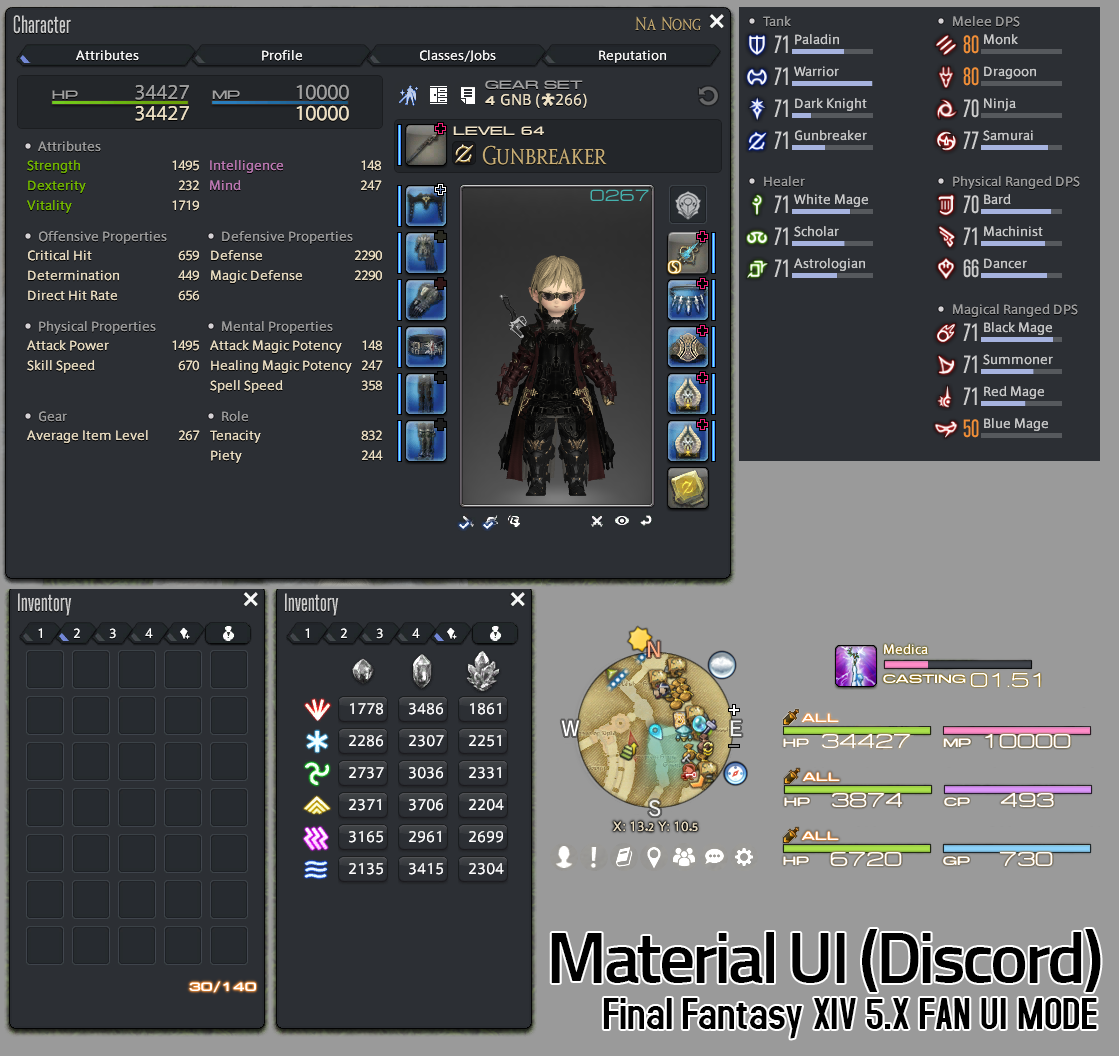 Character
Na Nong
Attributes Profile Classes/Jobs Reputation
HP 34427 MP 10000
34427 10000
GEAR SET
4 GNB (266)
LEVEL 64
GUNBREAKER
0267
Attributes
Strength 1495 Intelligence 148
Dexterity 232 Mind 247
Vitality 1719
Offensive Properties Defensive Properties
Critical Hit 659 Defense 2290
Determination 449 Magic Defense 2290
Direct Hit Rate 656
Physical Properties Mental Properties
Attack Power 1495 Attack Magic Potency 148
Skill Speed 670 Healing Magic Potency 247
Spell Speed 358
Gear Role
Average Item Level 267 Tenacity 832
Piety 244
Tank
71 Paladin
71 Warrior
71 Dark Knight
71 Gunbreaker
Healer
71 White Mage
71 Scholar
71 Astrologian
Melee DPS
80 Monk
80 Dragoon
70 Ninja
77 Samurai
Physical Ranged DPS
70 Bard
71 Machinist
66 Dancer
Magical Ranged DPS
71 Black Mage
71 Summoner
71 Red Mage
50 Blue Mage
Inventory
1 2 3 4
30/140
Inventory
1 2 3 4
1778 3486 1861
2286 2307 2251
2737 3036 2331
2371 3706 2204
3165 2961 2699
2135 3415 2304
N
W E
S
X: 13.2 Y: 10.5
Medica
CASTING 01.51
ALL
HP 34427 MP 10000
ALL
HP 3874 CP 493
ALL
HP 6720 GP 730
Material UI (Discord)
Final Fantasy XIV 5.X FAN UI MODE